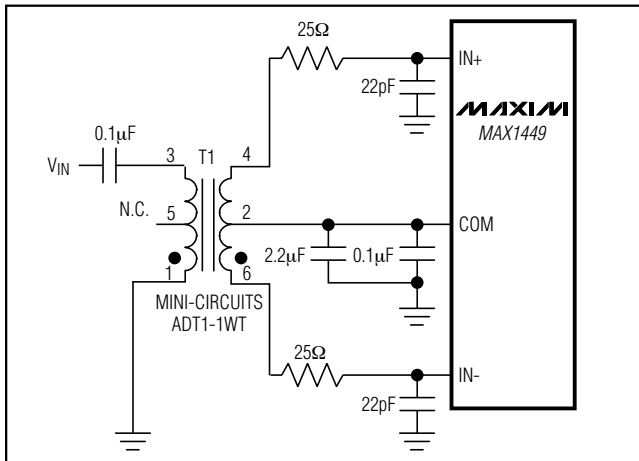 25Ω
IN+
22pF
MAXIM
MAX1449
0.1μF
3
T1
4
VIN
N.C.
5
2
COM
2.2μF
0.1μF
1
6
MINI-CIRCUITS
ADT1-1WT
25Ω
IN-
22pF